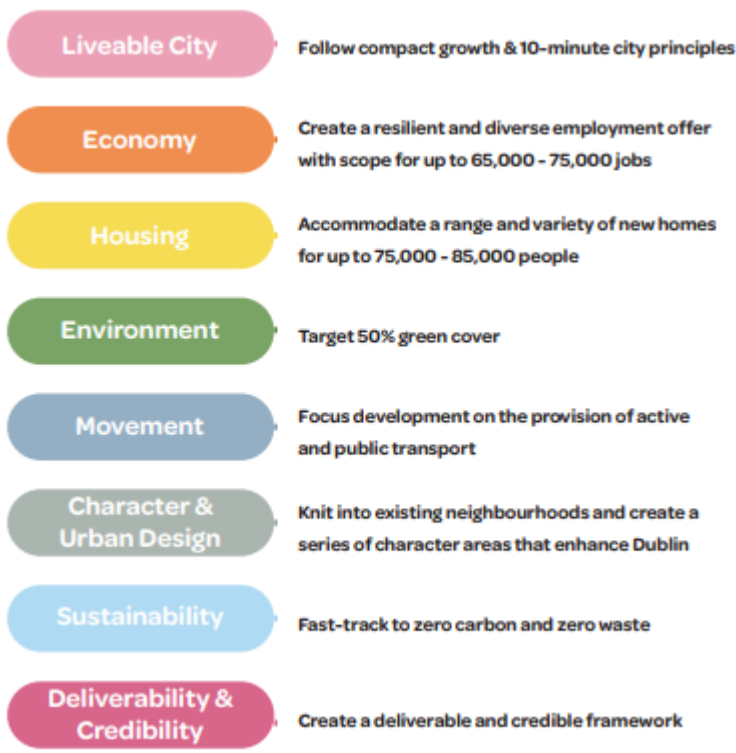 Liveable City
Follow compact growth & 10-minute city principles
Economy
Create a resilient and diverse employment offer
with scope for up to 65,000 - 75,000 jobs
Housing
Accommodate a range and variety of new homes
for up to 75,000 - 85,000 people
Environment
Target 50% green cover
Movement
Focus development on the provision of active
and public transport
Character &
Urban Design
Knit into existing neighbourhoods and create a
series of character areas that enhance Dublin
Sustainability
Fast-track to zero carbon and zero waste
Deliverability &
Credibility
Create a deliverable and credible framework